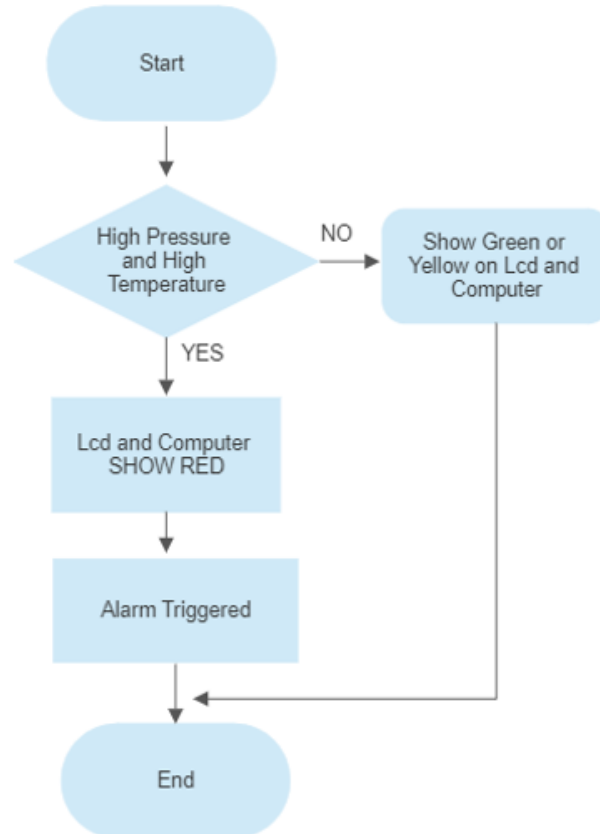 Start
High Pressure
and High
Temperature
NO
Show Green or
Yellow on Lcd and
Computer
YES
Lcd and Computer
SHOW RED
Alarm Triggered
End